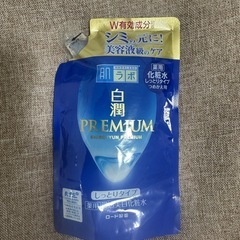 W有効成分
シミの元に!
美容液級のケア
肌ラボ
薬用
化粧水
しっとりタイプ
つめかえ用
白潤
PREMIUM
しっとりタイプ
ロート製薬